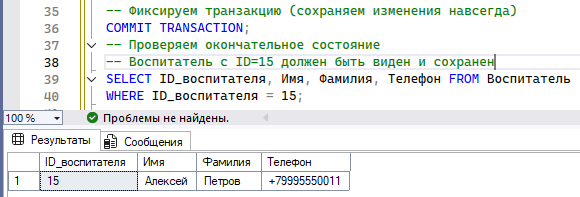 35 -- Фиксируем транзакцию (сохраняем изменения навсегда)
36 COMMIT TRANSACTION;
37 -- Проверяем окончательное состояние
38 -- Воспитатель с ID=15 должен быть виден и сохранен
39 SELECT ID_воспитателя, Имя, Фамилия, Телефон FROM Воспитатель
40 WHERE ID_воспитателя = 15;
100 % Проблемы не найдены.
Результаты Сообщения
ID_воспитателя Имя Фамилия Телефон
1 15 Алексей Петров +79995550011